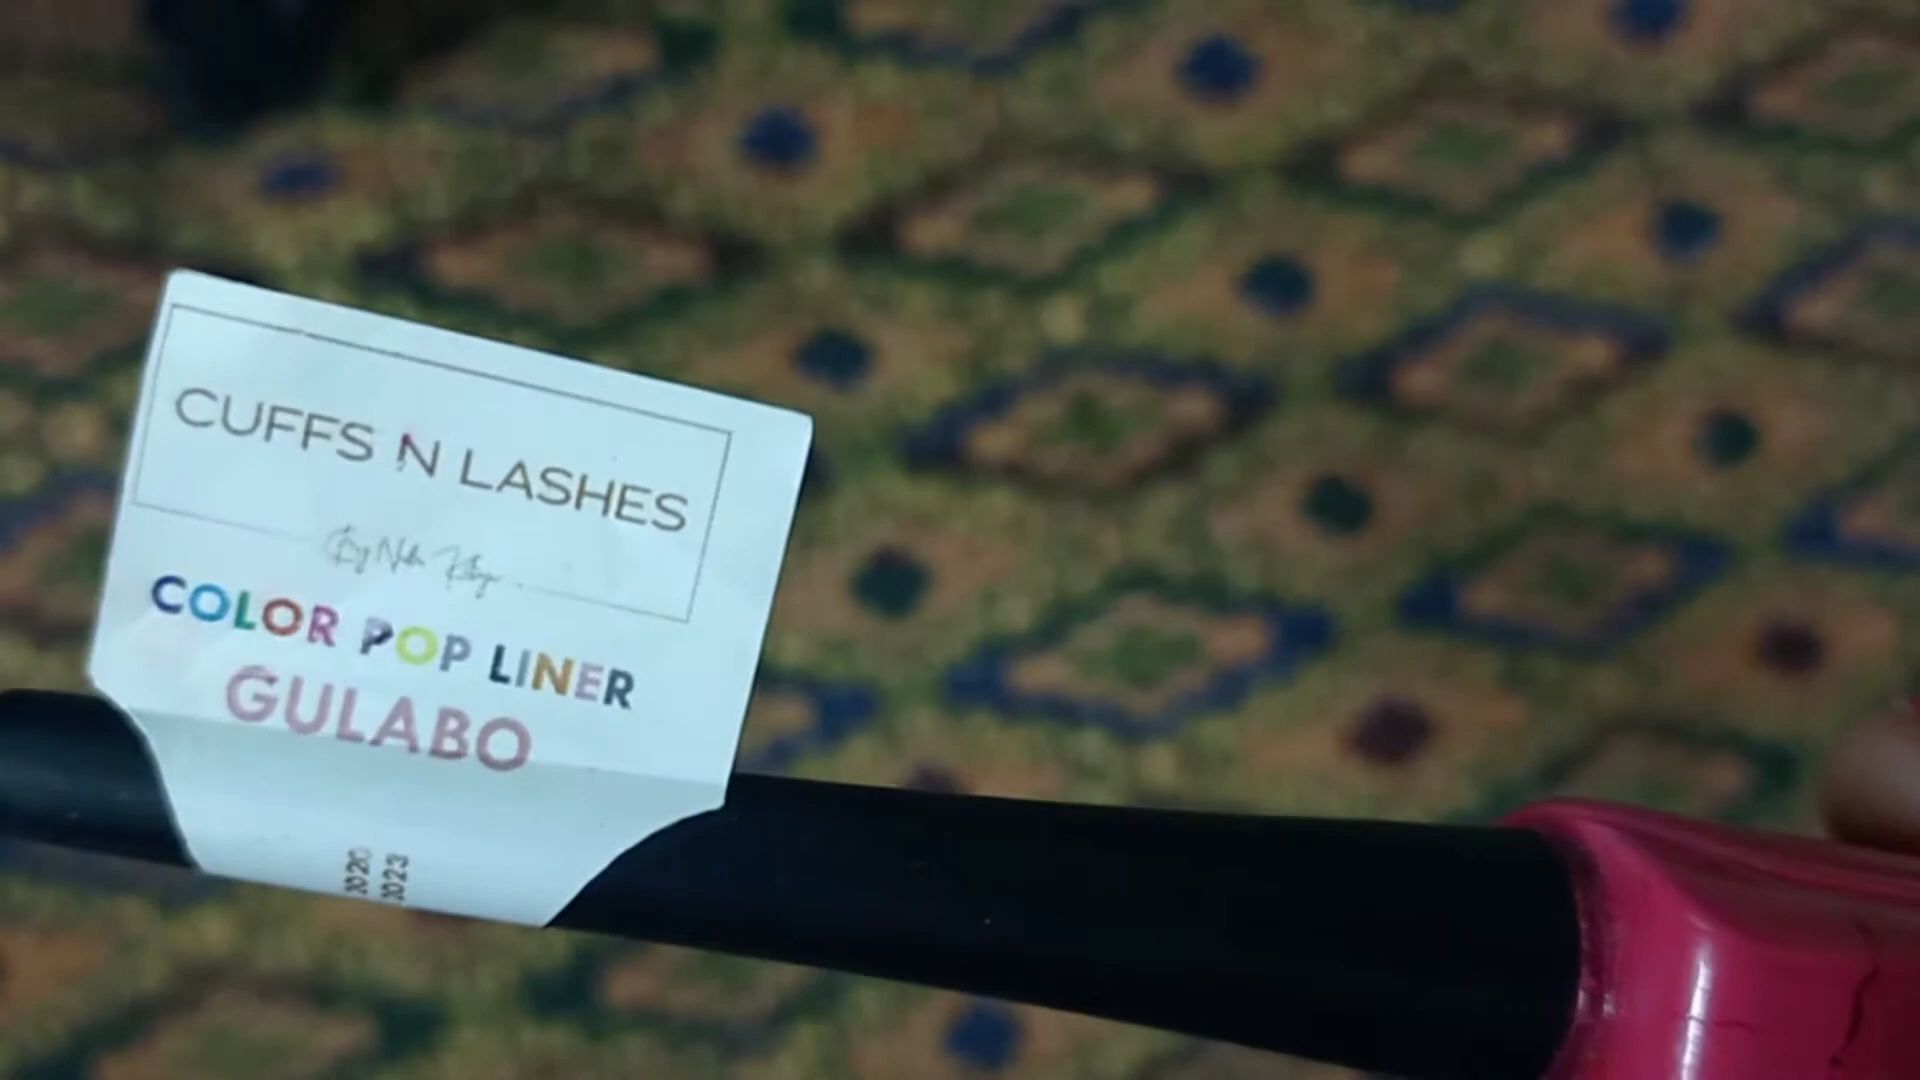 CUFFS N LASHES
COLOR POP LINER
GULABO
2020
2023